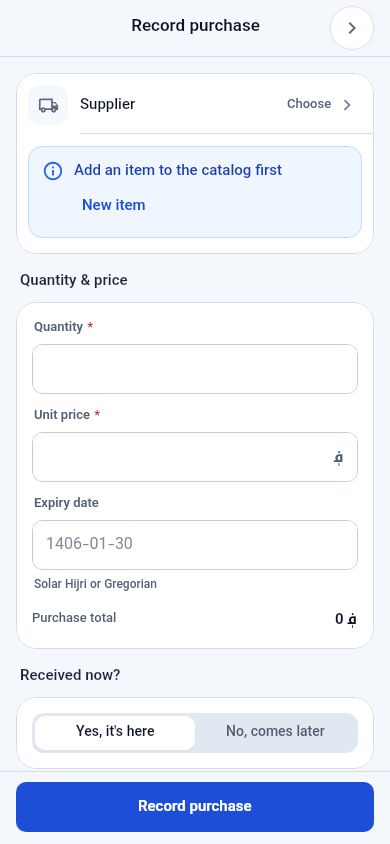 Record purchase
Supplier
Choose
Add an item to the catalog first
New item
Quantity & price
Quantity *
Unit price *
؋
Expiry date
1406-01-30
Solar Hijri or Gregorian
Purchase total
0 ؋
Received now?
Yes, it's here
No, comes later
Record purchase